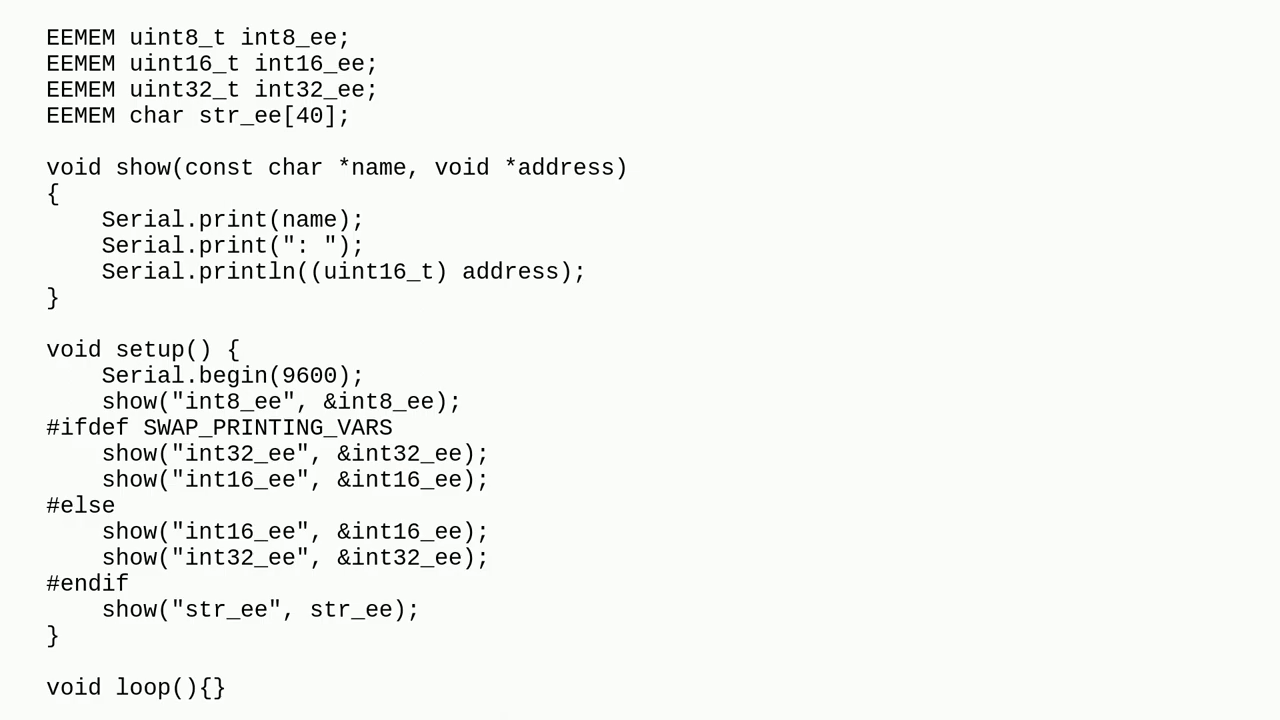 EEMEM uint8_t int8_ee;
EEMEM uint16_t int16_ee;
EEMEM uint32_t int32_ee;
EEMEM char str_ee[40];

void show(const char *name, void *address)
{
    Serial.print(name);
    Serial.print(": ");
    Serial.println((uint16_t) address);
}

void setup() {
    Serial.begin(9600);
    show("int8_ee", &int8_ee);
#ifdef SWAP_PRINTING_VARS
    show("int32_ee", &int32_ee);
    show("int16_ee", &int16_ee);
#else
    show("int16_ee", &int16_ee);
    show("int32_ee", &int32_ee);
#endif
    show("str_ee", str_ee);
}

void loop(){}